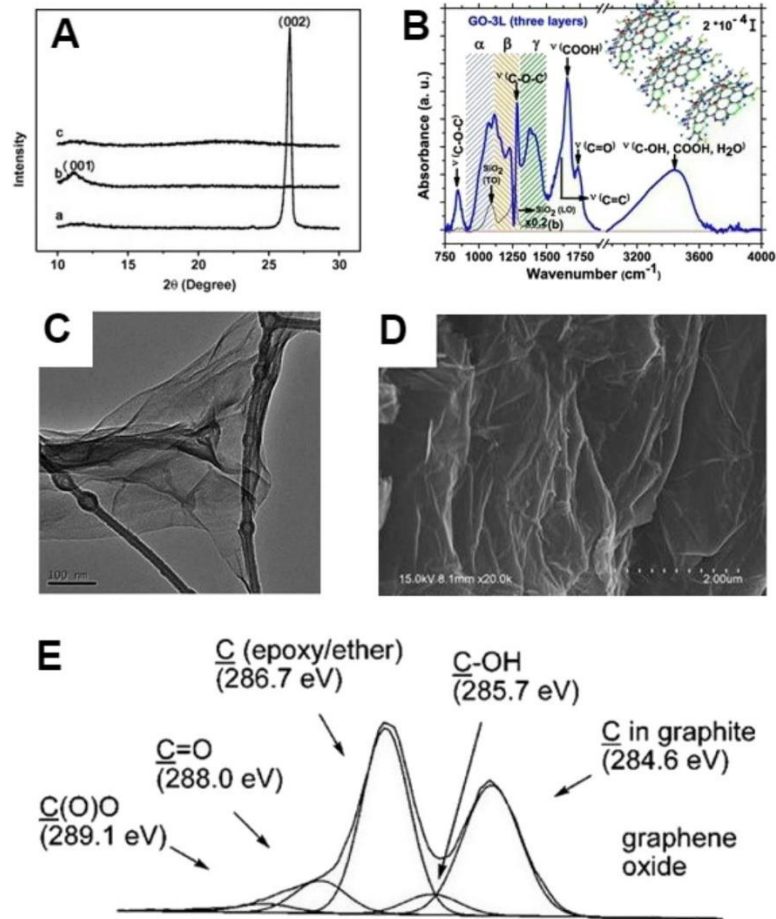 A
(002)
Intensity
c
b
(001)
a
10
15
20
25
30
2θ (Degree)
B
GO-3L (three layers)
2*10⁻⁴ I
α
β
γ
ν (COOH)
ν (C-O-C)
ν (C-O-C)
ν (C=O)
ν (C-OH, COOH, H2O)
SiO₂
(TO)
ν (C=C)
SiO₂ (LO)
x0.2
(b)
Absorbance (a. u.)
750
1000
1250
1500
1750
3200
3600
4000
Wavenumber (cm⁻¹)
C
100 nm
D
15.0kV 8.1mm x20.0k
2.00um
E
C (epoxy/ether)
(286.7 eV)
C-OH
(285.7 eV)
C=O
(288.0 eV)
C in graphite
(284.6 eV)
C(O)O
(289.1 eV)
graphene
oxide